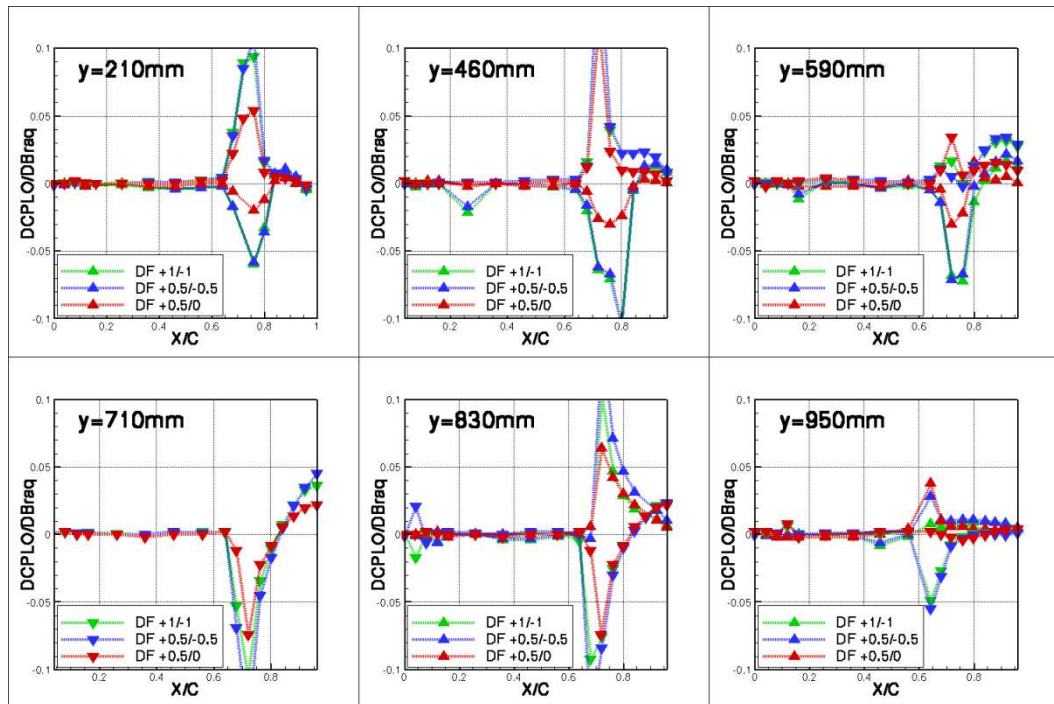 0.1
y=210mm
0.05
DCPLO/DBraq
0
-0.05
DF +1/-1
DF +0.5/-0.5
DF +0.5/0
-0.1
0 0.2 0.4 0.6 0.8 1
X/C
0.1
y=460mm
0.05
DCPLO/DBraq
0
-0.05
DF +1/-1
DF +0.5/-0.5
DF +0.5/0
-0.1
0 0.2 0.4 0.6 0.8
X/C
0.1
y=590mm
0.05
DCPLO/DBraq
0
-0.05
DF +1/-1
DF +0.5/-0.5
DF +0.5/0
-0.1
0 0.2 0.4 0.6 0.8
X/C
0.1
y=710mm
0.05
DCPLO/DBraq
0
-0.05
DF +1/-1
DF +0.5/-0.5
DF +0.5/0
-0.1
0.2 0.4 0.6 0.8
X/C
0.1
y=830mm
0.05
DCPLO/DBraq
0
-0.05
DF +1/-1
DF +0.5/-0.5
DF +0.5/0
-0.1
0 0.2 0.4 0.6 0.8
X/C
0.1
y=950mm
0.05
DCPLO/DBraq
0
-0.05
DF +1/-1
DF +0.5/-0.5
DF +0.5/0
-0.1
0 0.2 0.4 0.6 0.8
X/C